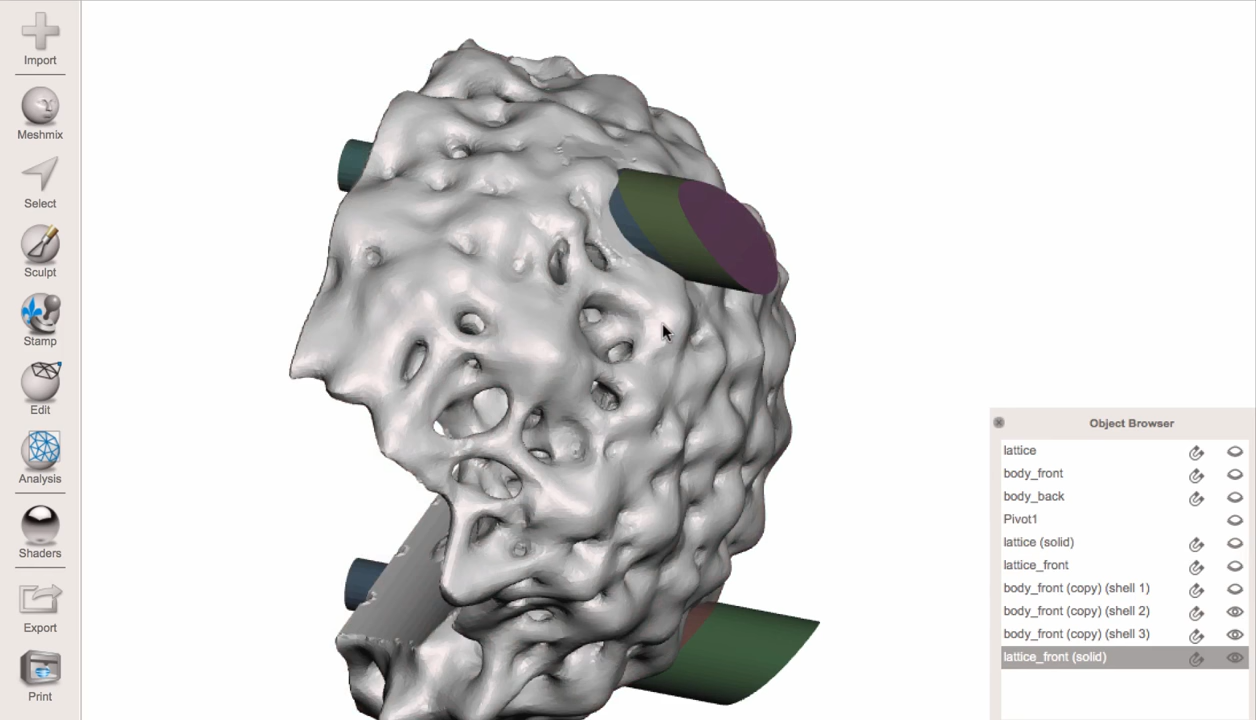 Import
Meshmix
Select
Sculpt
Stamp
Edit
Analysis
Shaders
Export
Print
Object Browser
lattice
body_front
body_back
Pivot1
lattice (solid)
lattice_front
body_front (copy) (shell 1)
body_front (copy) (shell 2)
body_front (copy) (shell 3)
lattice_front (solid)